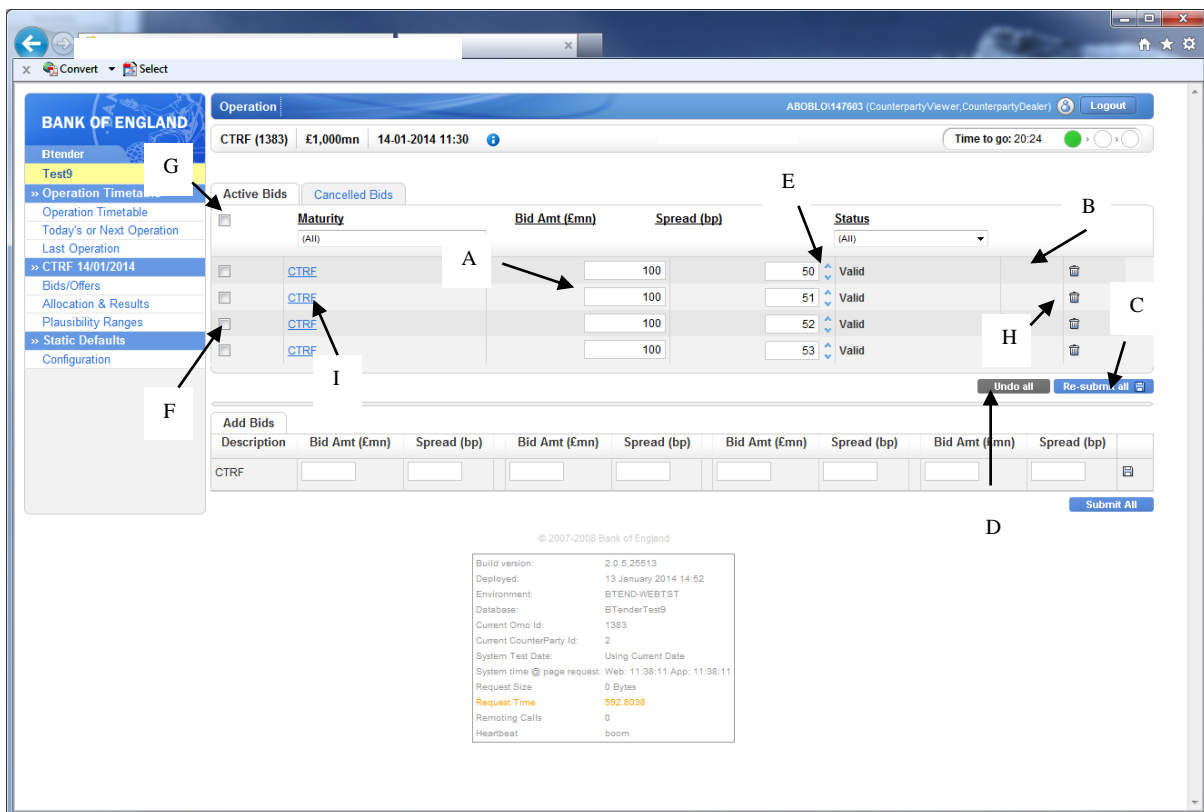 x Convert Select
BANK OF ENGLAND
Btender
Test9
» Operation Timetable
Operation Timetable
Today's or Next Operation
Last Operation
» CTRF 14/01/2014
Bids/Offers
Allocation & Results
Plausibility Ranges
» Static Defaults
Configuration
Operation ABOBLO\147603 (CounterpartyViewer,CounterpartyDealer) Logout
CTRF (1383) £1,000mn 14-01-2014 11:30 Time to go: 20:24
Active Bids Cancelled Bids
Maturity Bid Amt (£mn) Spread (bp) Status
(All) (All)
CTRF 100 50 Valid
CTRF 100 51 Valid
CTRF 100 52 Valid
CTRF 100 53 Valid
Undo all Re-submit all
Add Bids
Description Bid Amt (£mn) Spread (bp) Bid Amt (£mn) Spread (bp) Bid Amt (£mn) Spread (bp) Bid Amt (£mn) Spread (bp)
CTRF
Submit All
G
E
B
A
C
H
I
F
D
© 2007-2008 Bank of England
Build version: 2.0.5.25513
Deployed: 13 January 2014 14:52
Environment: BTEND-WEBTST
Database: BTenderTest9
Current Omo Id: 1383
Current CounterParty Id: 2
System Test Date: Using Current Date
System time @ page request: Web: 11:38:11 App: 11:38:11
Request Size 0 Bytes
Request Time 592.8038
Remoting Calls 0
Heartbeat boom